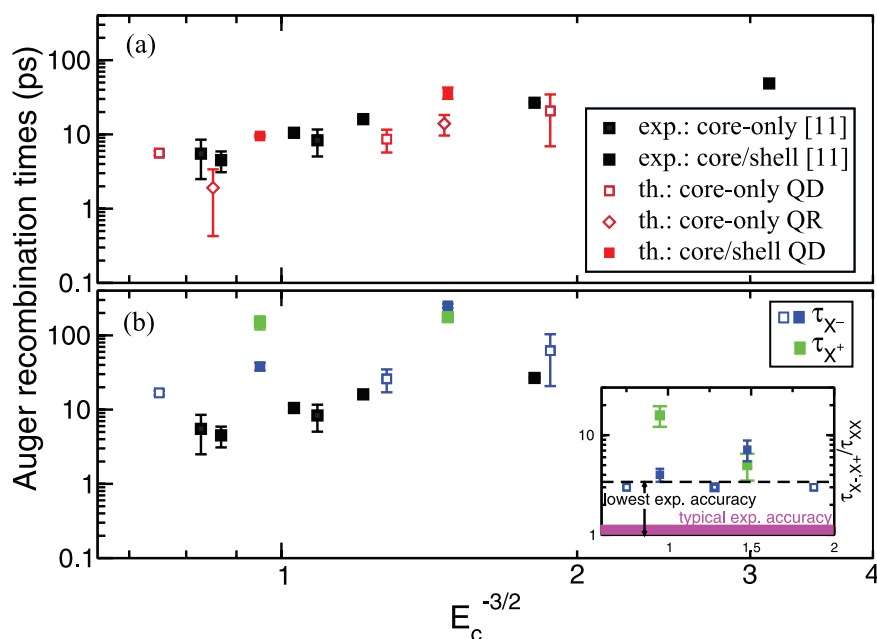 (a)
100
10
1
0.1
exp.: core-only [11]
exp.: core/shell [11]
th.: core-only QD
th.: core-only QR
th.: core/shell QD
Auger recombination times (ps)
(b)
100
10
1
0.1
τX−
τX+
10
1
lowest exp. accuracy
typical exp. accuracy
1
1,5
2
τX-,X+/τXX
1
2
3
4
Ec-3/2